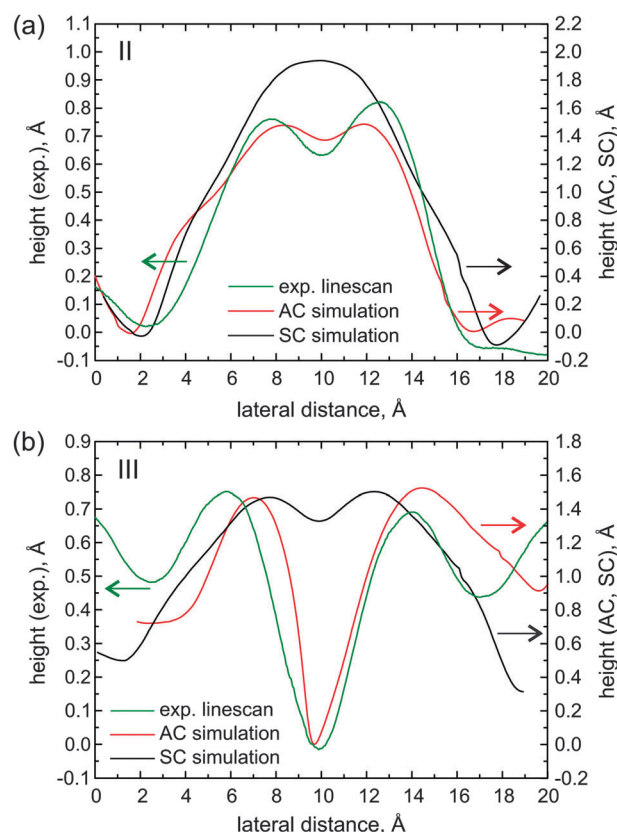 (a)
II
height (exp.), Å
1.1
1.0
0.9
0.8
0.7
0.6
0.5
0.4
0.3
0.2
0.1
0.0
-0.1
2.2
2.0
1.8
1.6
1.4
1.2
1.0
0.8
0.6
0.4
0.2
0.0
-0.2
height (AC, SC), Å
exp. linescan
AC simulation
SC simulation
0 2 4 6 8 10 12 14 16 18 20
lateral distance, Å
(b)
III
height (exp.), Å
0.9
0.8
0.7
0.6
0.5
0.4
0.3
0.2
0.1
0.0
-0.1
1.8
1.6
1.4
1.2
1.0
0.8
0.6
0.4
0.2
0.0
-0.2
height (AC, SC), Å
exp. linescan
AC simulation
SC simulation
0 2 4 6 8 10 12 14 16 18 20
lateral distance, Å